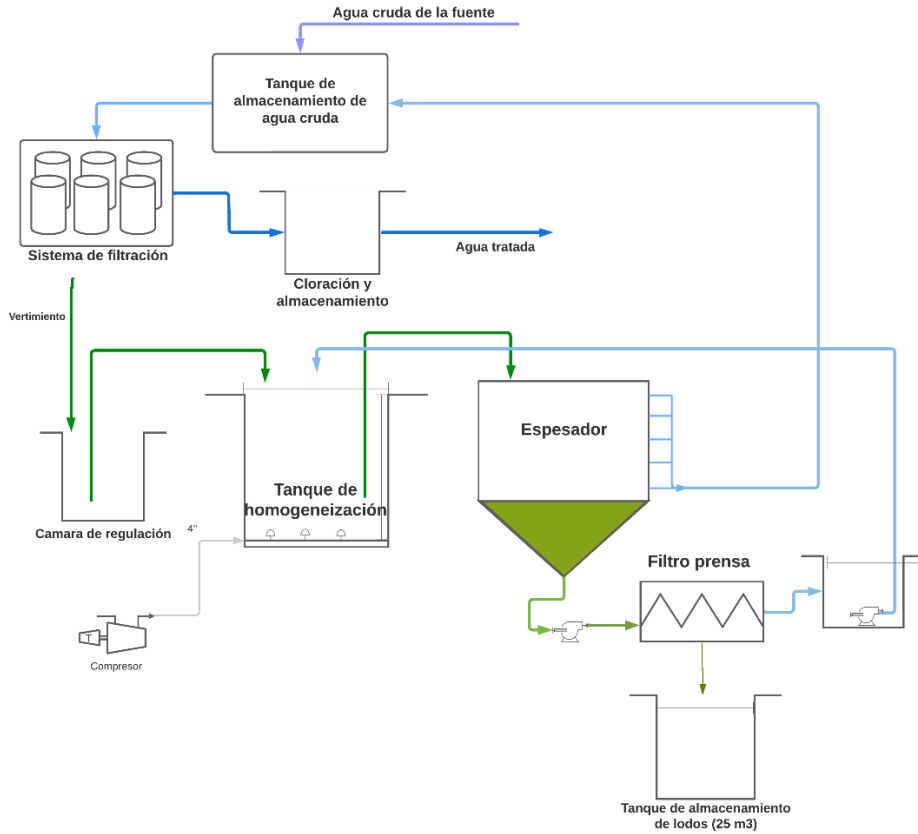 Agua cruda de la fuente
Tanque de
almacenamiento de
agua cruda
Sistema de filtración
Agua tratada
Cloración y
almacenamiento
Vertimiento
Espesador
Tanque de
homogeneización
Camara de regulación
4"
Filtro prensa
T
Compresor
Tanque de almacenamiento
de lodos (25 m3)